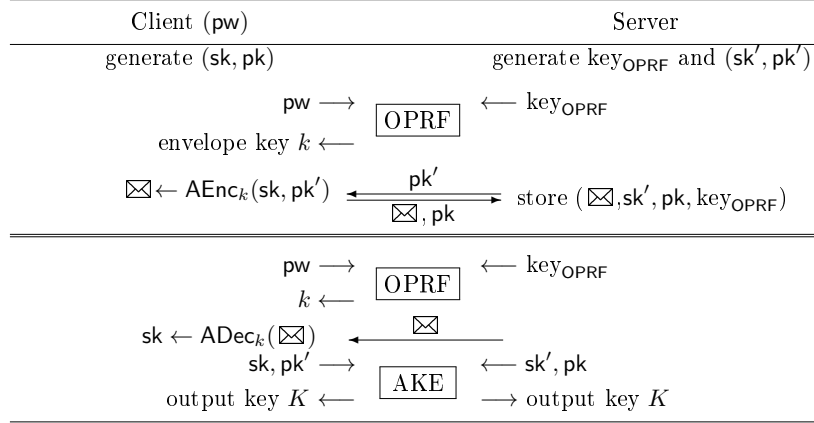 Client (pw) Server
generate (sk, pk) generate key_OPRF and (sk′, pk′)
pw ⟶ OPRF ⟵ key_OPRF
envelope key k ⟵
✉ ← AEnc_k(sk, pk′) pk′ store (✉,sk′, pk, key_OPRF)
✉, pk
pw ⟶ OPRF ⟵ key_OPRF
k ⟵
sk ← ADec_k(✉) ✉
sk, pk′ ⟶ AKE ⟵ sk′, pk
output key K ⟵ ⟶ output key K